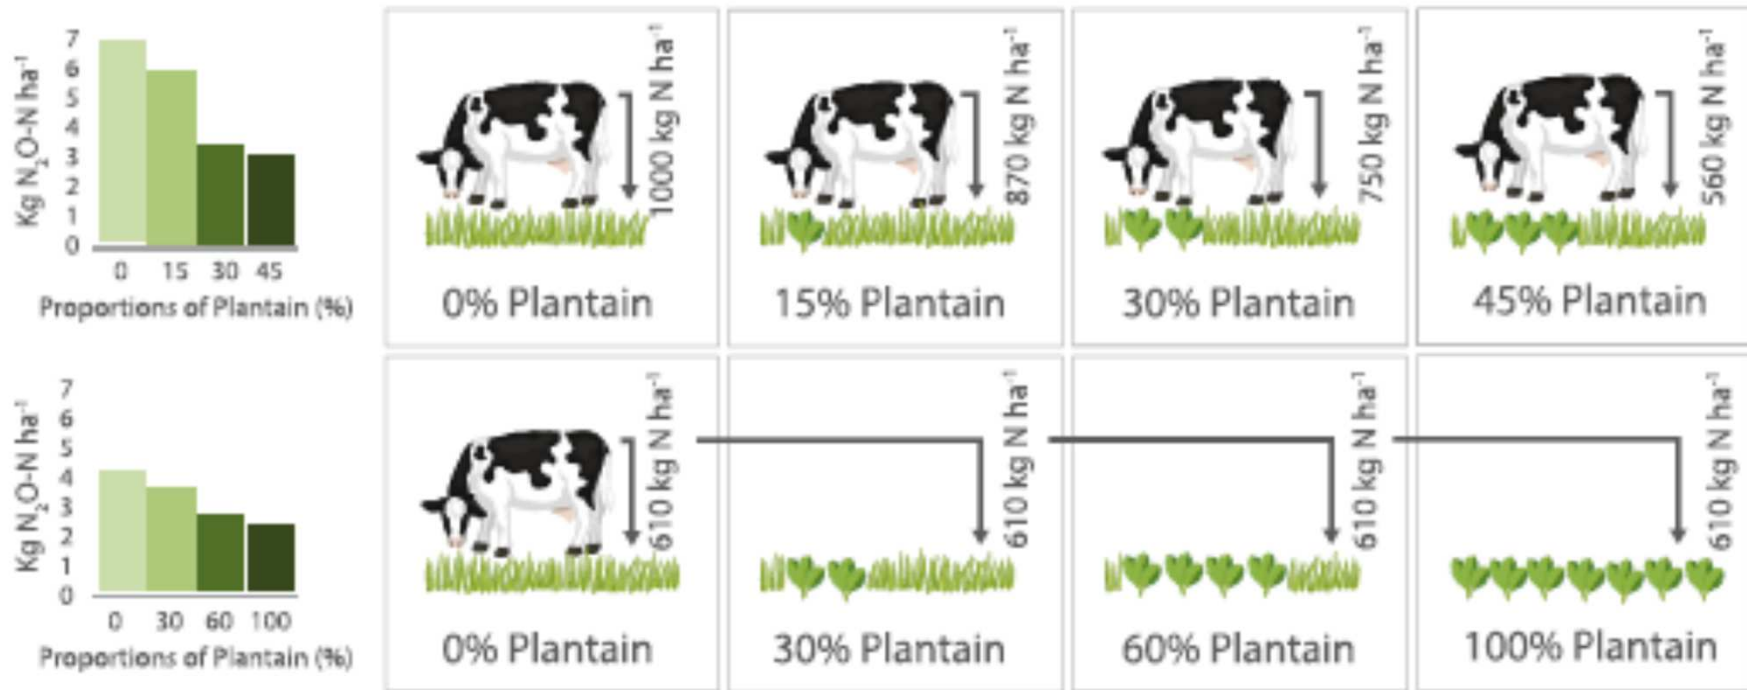 Kg N₂O-N ha⁻¹
7
6
5
4
3
2
1
0
0 15 30 45
Proportions of Plantain (%)
1000 kg N ha⁻¹
0% Plantain
870 kg N ha⁻¹
15% Plantain
750 kg N ha⁻¹
30% Plantain
560 kg N ha⁻¹
45% Plantain
Kg N₂O-N ha⁻¹
7
6
5
4
3
2
1
0
0 30 60 100
Proportions of Plantain (%)
610 kg N ha⁻¹
0% Plantain
610 kg N ha⁻¹
30% Plantain
610 kg N ha⁻¹
60% Plantain
610 kg N ha⁻¹
100% Plantain